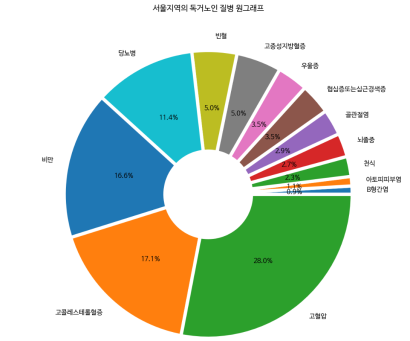 서울지역의 독거노인 질병 원그래프
빈혈
고중성지방혈증
우울증
협심증또는심근경색증
골관절염
뇌졸중
천식
아토피피부염
B형간염
고혈압
고콜레스테롤혈증
비만
당뇨병
5.0%
5.0%
3.5%
3.5%
2.9%
2.7%
2.3%
1.1%
0.9%
28.0%
17.1%
16.6%
11.4%